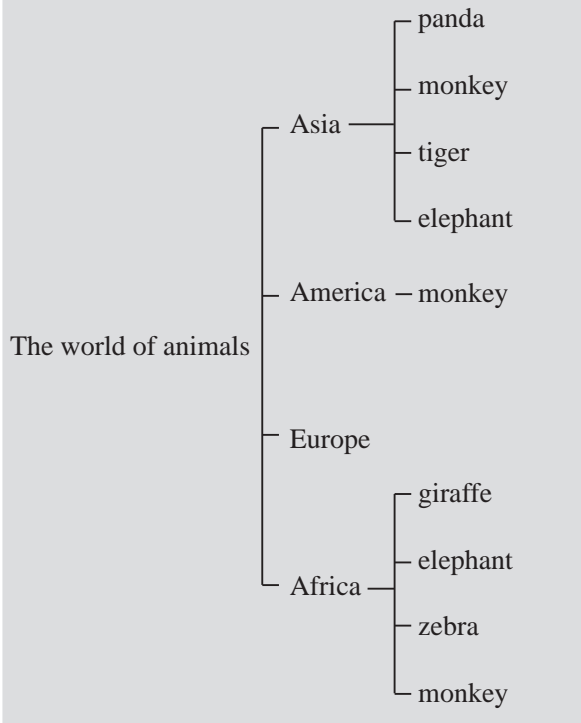 panda
monkey
Asia
tiger
elephant
America
monkey
The world of animals
Europe
giraffe
elephant
Africa
zebra
monkey